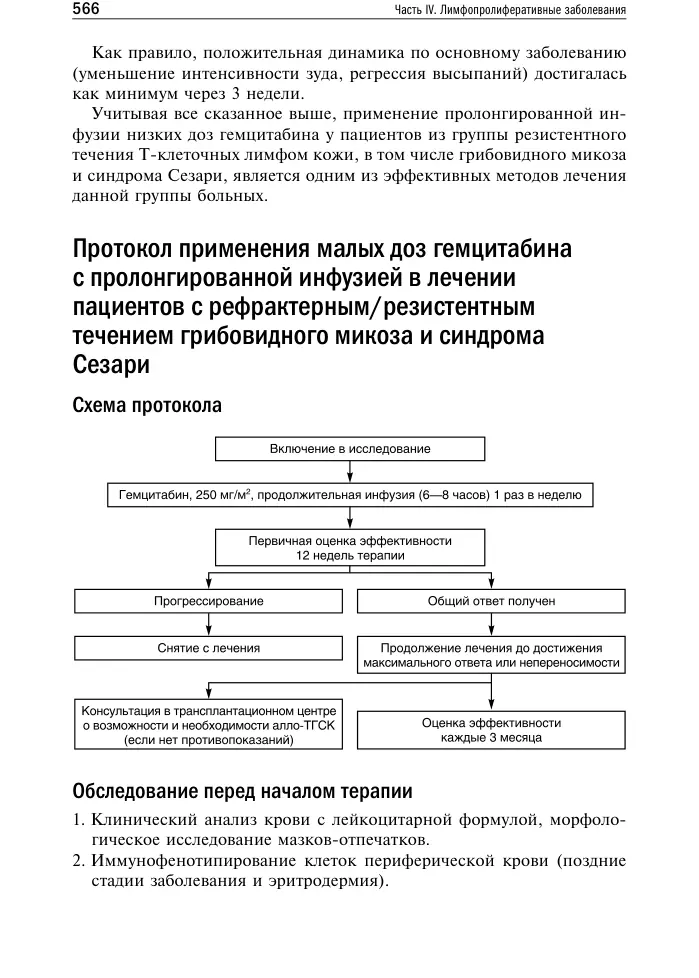 566
Часть IV. Лимфопролиферативные заболевания
Как правило, положительная динамика по основному заболеванию
(уменьшение интенсивности зуда, регрессия высыпаний) достигалась
как минимум через 3 недели.
Учитывая все сказанное выше, применение пролонгированной ин-
фузии низких доз гемцитабина у пациентов из группы резистентного
течения Т-клеточных лимфом кожи, в том числе грибовидного микоза
и синдрома Сезари, является одним из эффективных методов лечения
данной группы больных.
Протокол применения малых доз гемцитабина
с пролонгированной инфузией в лечении
пациентов с рефрактерным/резистентным
течением грибовидного микоза и синдрома
Сезари
Схема протокола
Включение в исследование
Гемцитабин, 250 мг/м², продолжительная инфузия (6—8 часов) 1 раз в неделю
Первичная оценка эффективности
12 недель терапии
Прогрессирование
Общий ответ получен
Снятие с лечения
Продолжение лечения до достижения
максимального ответа или непереносимости
Консультация в трансплантационном центре
о возможности и необходимости алло-ТГСК
(если нет противопоказаний)
Оценка эффективности
каждые 3 месяца
Обследование перед началом терапии
1. Клинический анализ крови с лейкоцитарной формулой, морфоло-
гическое исследование мазков-отпечатков.
2. Иммунофенотипирование клеток периферической крови (поздние
стадии заболевания и эритродермия).